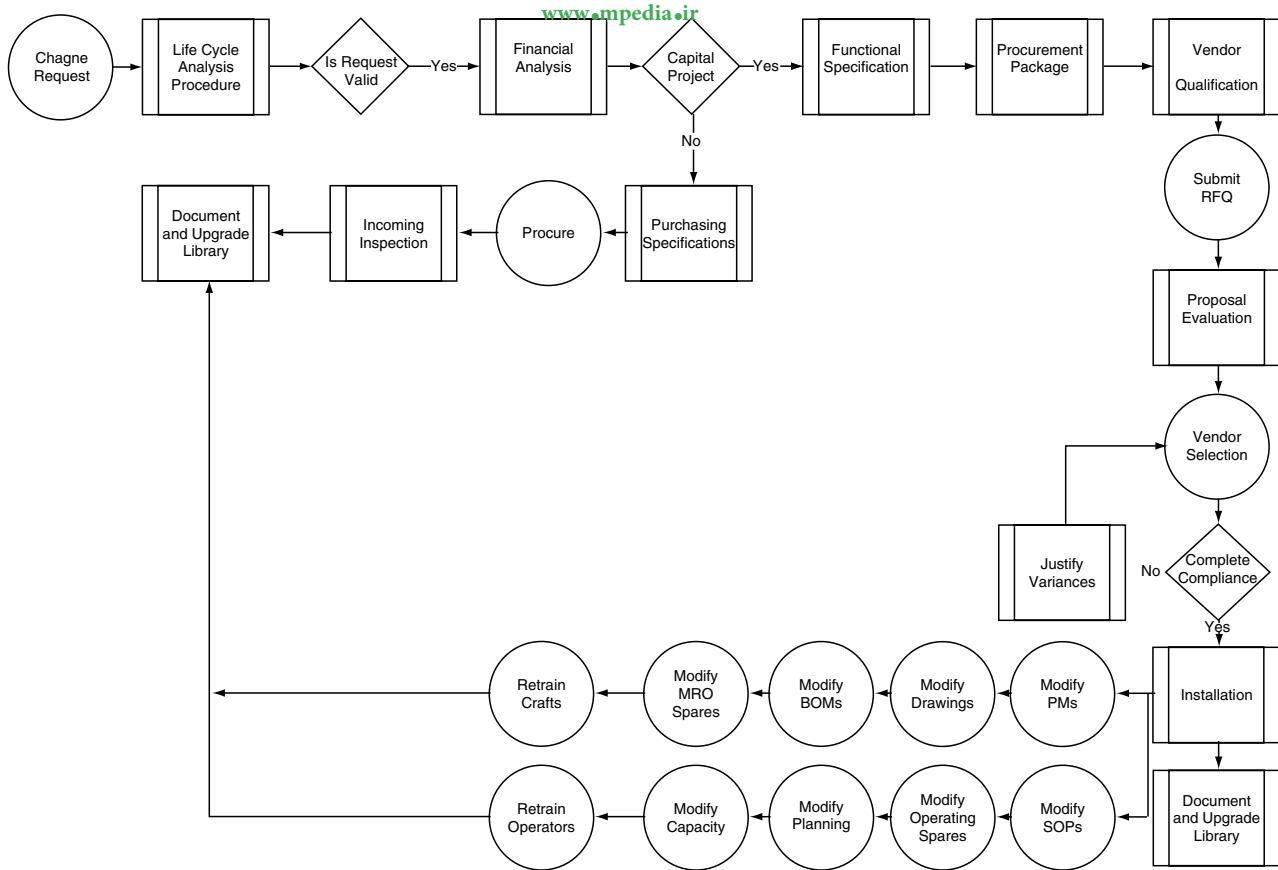 www.mpedia.ir
Chagne
Request
Life Cycle
Analysis
Procedure
Is Request
Valid
Yes
Financial
Analysis
Capital
Project
Yes
Functional
Specification
Procurement
Package
Vendor
Qualification
No
Document
and Upgrade
Library
Incoming
Inspection
Procure
Purchasing
Specifications
Submit
RFQ
Proposal
Evaluation
Vendor
Selection
Justify
Variances
No
Complete
Compliance
Yes
Retrain
Crafts
Modify
MRO
Spares
Modify
BOMs
Modify
Drawings
Modify
PMs
Installation
Retrain
Operators
Modify
Capacity
Modify
Planning
Modify
Operating
Spares
Modify
SOPs
Document
and Upgrade
Library